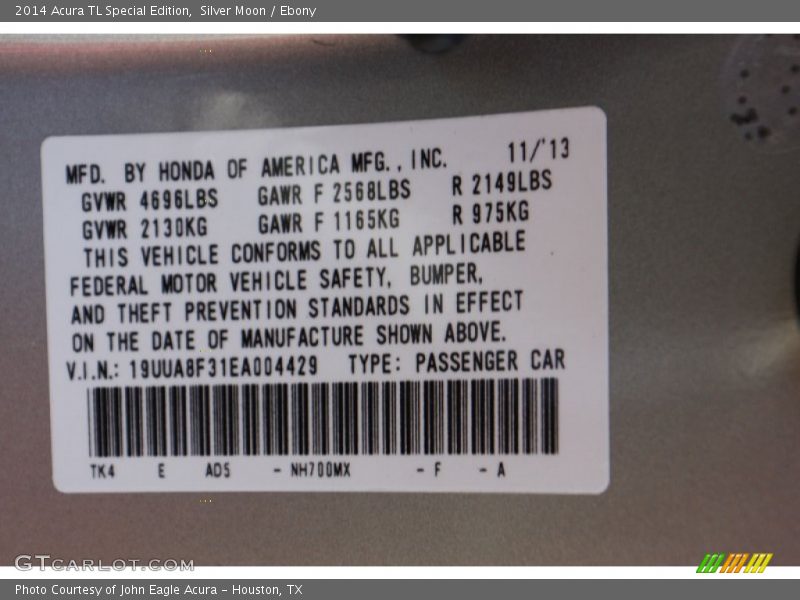 2014 Acura TL Special Edition,  Silver Moon / Ebony
MFD. BY HONDA OF AMERICA MFG., INC. 11/'13
GVWR 4696LBS GAWR F 2568LBS R 2149LBS
GVWR 2130KG GAWR F 1165KG R 975KG
THIS VEHICLE CONFORMS TO ALL APPLICABLE
FEDERAL MOTOR VEHICLE SAFETY, BUMPER,
AND THEFT PREVENTION STANDARDS IN EFFECT
ON THE DATE OF MANUFACTURE SHOWN ABOVE.
V.I.N.: 19UUA8F31EA004429 TYPE: PASSENGER CAR
TK4 E AD5 - NH700MX - F - A
GTCARLOT.COM
Photo Courtesy of John Eagle Acura - Houston, TX